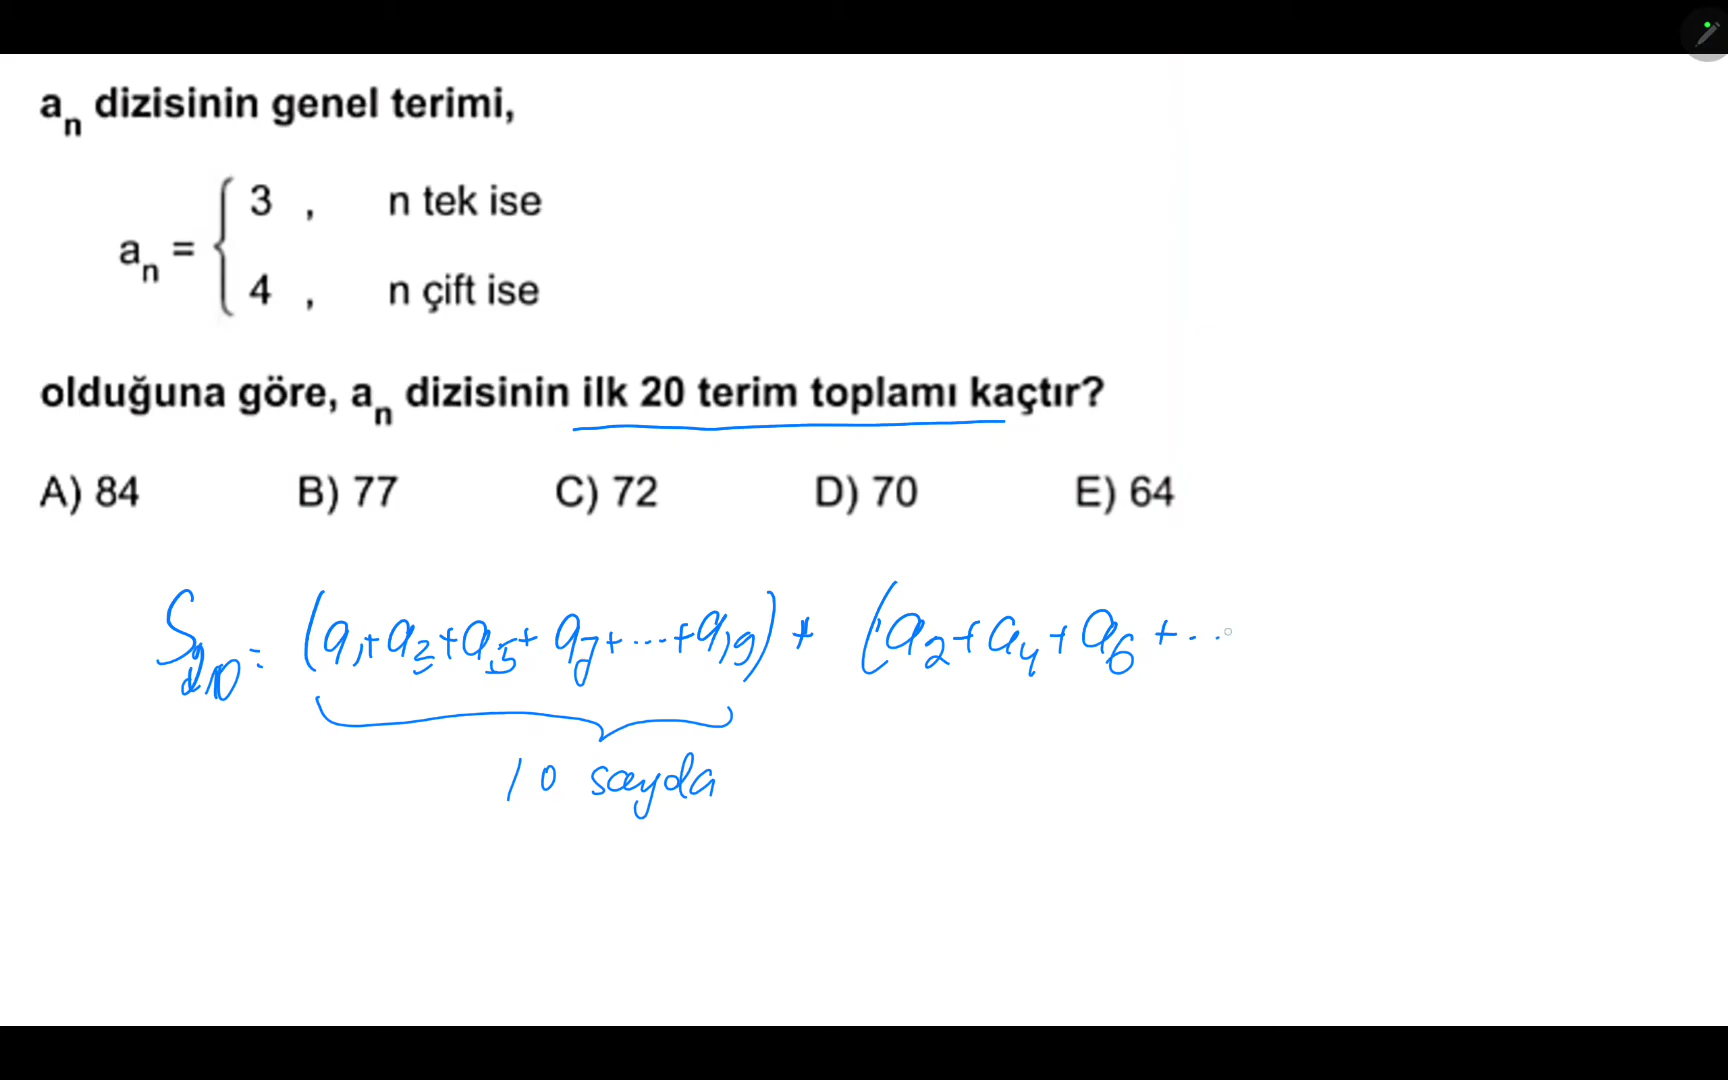 aₙ dizisinin genel terimi,
3 , n tek ise
aₙ =
4 , n çift ise
olduğuna göre, aₙ dizisinin ilk 20 terim toplamı kaçtır?
A) 84 B) 77 C) 72 D) 70 E) 64
S₂₀ = (a₁+a₃+a₅+a₇+...+a₁₉) + (a₂+a₄+a₆+...
10 sayda